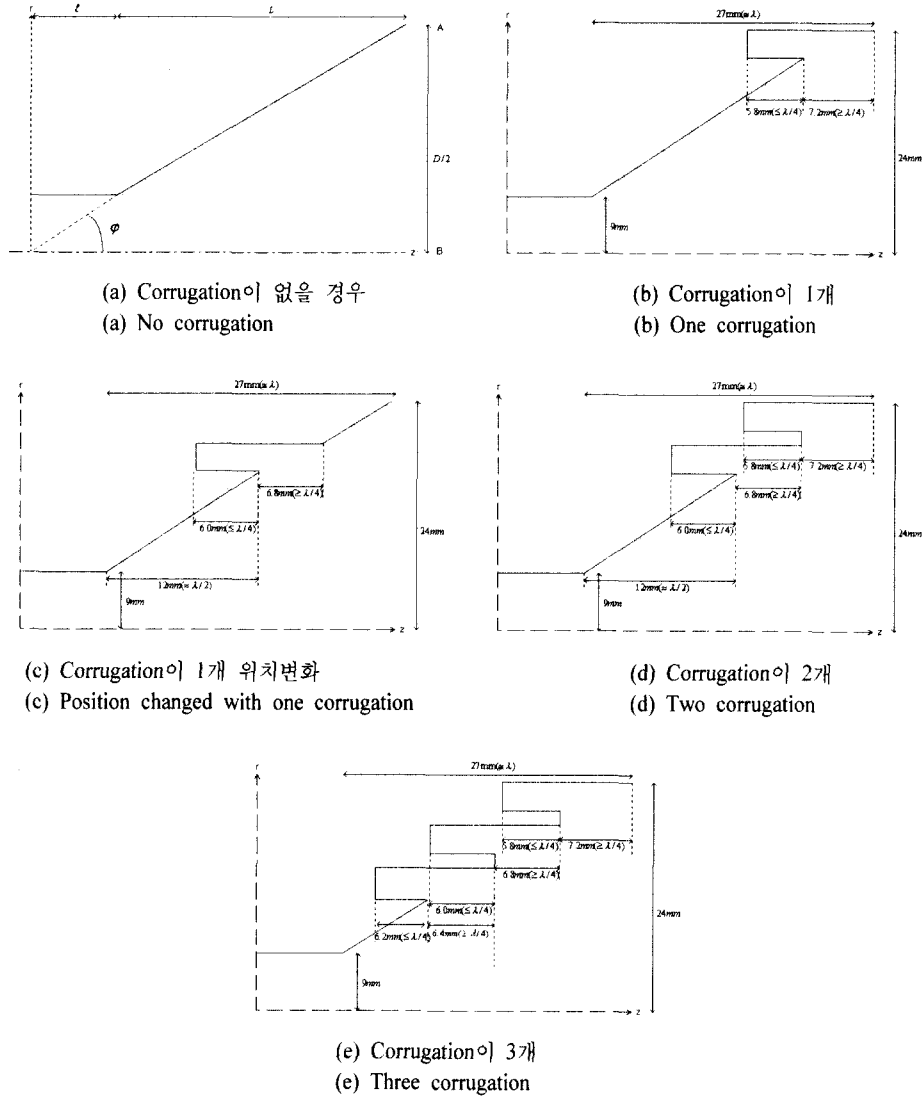 r ℓ L
A
D/2
φ
z B
(a) Corrugation이 없을 경우
(a) No corrugation
r 27mm(≅λ)
5.8mm(≤λ/4) 7.2mm(≥λ/4)
24mm
9mm
z
(b) Corrugation이 1개
(b) One corrugation
r 27mm(≅λ)
6.8mm(≥λ/4)
6.0mm(≤λ/4)
24mm
12mm(≈λ/2)
9mm
z
(c) Corrugation이 1개 위치변화
(c) Position changed with one corrugation
r 27mm(≅λ)
5.8mm(≤λ/4) 7.2mm(≥λ/4)
6.8mm(≥λ/4)
6.0mm(≤λ/4)
24mm
12mm(≈λ/2)
9mm
z
(d) Corrugation이 2개
(d) Two corrugation
r 27mm(≅λ)
5.8mm(≤λ/4) 7.2mm(≥λ/4)
6.8mm(≥λ/4)
6.0mm(≤λ/4)
24mm
6.2mm(≤λ/4) 6.4mm(≥λ/4)
9mm
z
(e) Corrugation이 3개
(e) Three corrugation